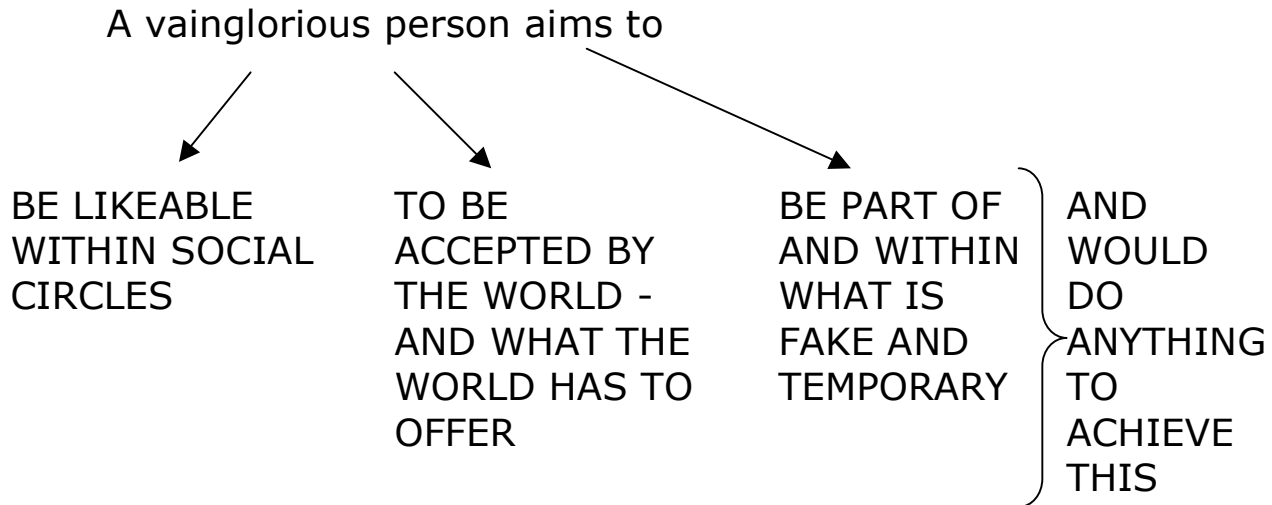 A vainglorious person aims to
BE LIKEABLE
WITHIN SOCIAL
CIRCLES
TO BE
ACCEPTED BY
THE WORLD -
AND WHAT THE
WORLD HAS TO
OFFER
BE PART OF
AND WITHIN
WHAT IS
FAKE AND
TEMPORARY
AND
WOULD
DO
ANYTHING
TO
ACHIEVE
THIS